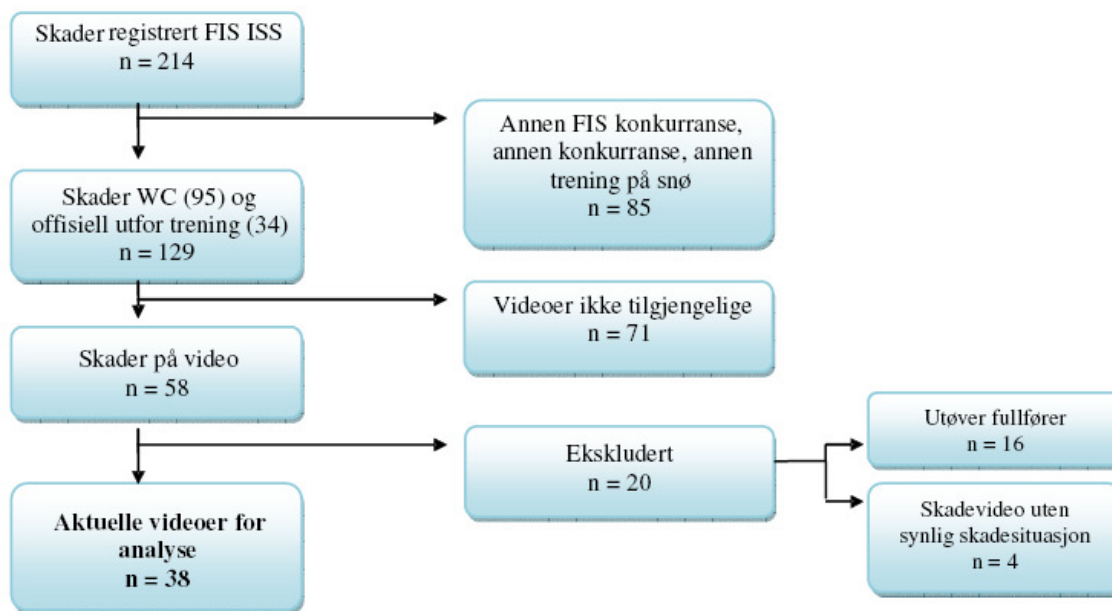 Skader registrert FIS ISS
n = 214
Annen FIS konkurranse,
annen konkurranse, annen
trening på snø
n = 85
Skader WC (95) og
offisiell utfor trening (34)
n = 129
Videoer ikke tilgjengelige
n = 71
Skader på video
n = 58
Ekskludert
n = 20
Utøver fullfører
n = 16
Skadevideo uten
synlig skadesituasjon
n = 4
Aktuelle videoer for
analyse
n = 38